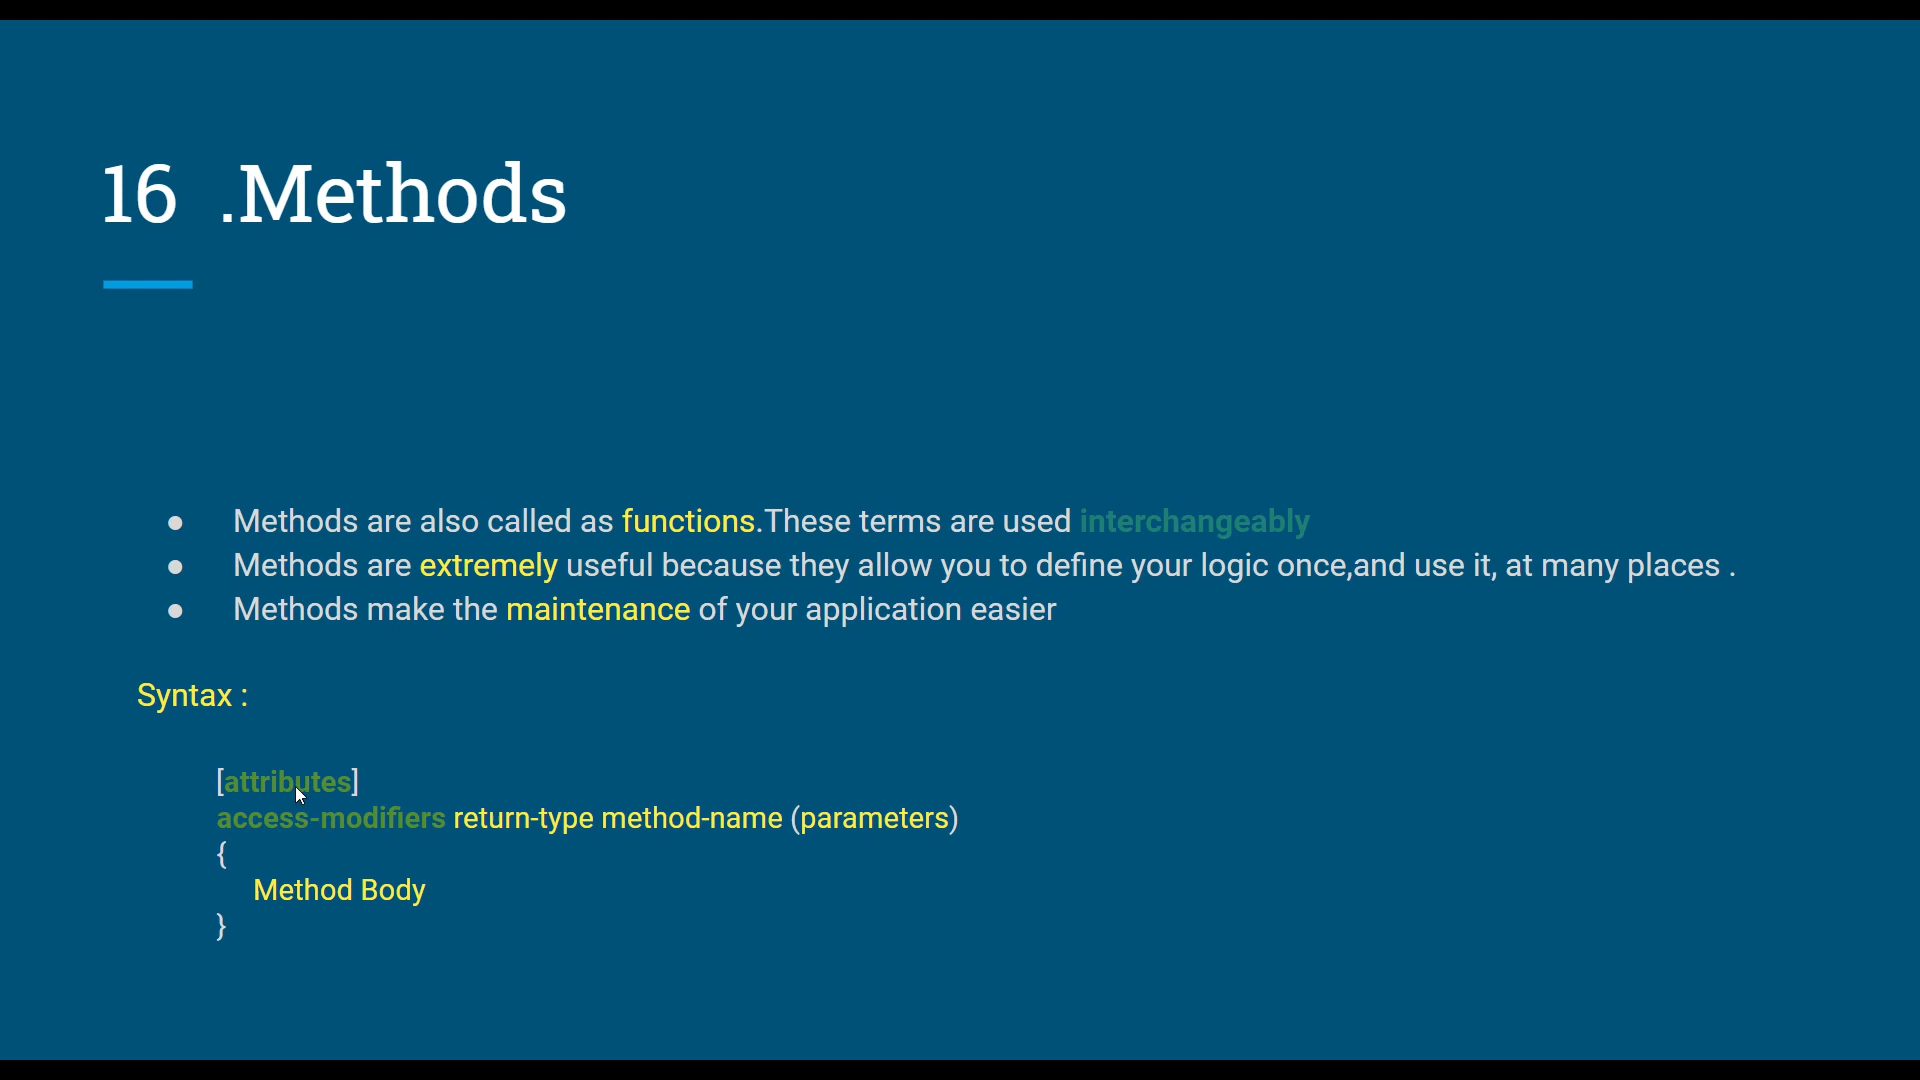 16 .Methods
● Methods are also called as functions.These terms are used interchangeably
● Methods are extremely useful because they allow you to define your logic once,and use it, at many places .
● Methods make the maintenance of your application easier
Syntax :
[attributes]
access-modifiers return-type method-name (parameters)
{
Method Body
}